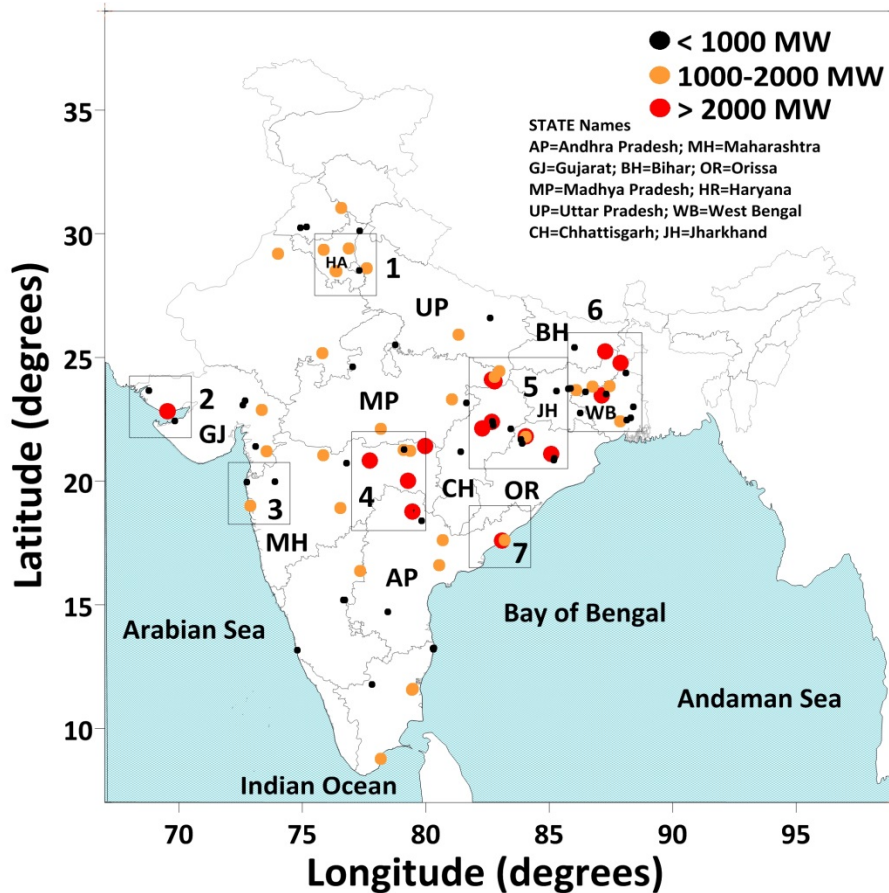 < 1000 MW
1000-2000 MW
> 2000 MW
STATE Names
AP=Andhra Pradesh; MH=Maharashtra
GJ=Gujarat; BH=Bihar; OR=Orissa
MP=Madhya Pradesh; HR=Haryana
UP=Uttar Pradesh; WB=West Bengal
CH=Chhattisgarh; JH=Jharkhand
35
30
25
20
15
10
Latitude (degrees)
HA
1
UP
6
BH
2
GJ
MP
5
JH
WB
3
4
CH
OR
MH
7
AP
Arabian Sea
Bay of Bengal
Andaman Sea
Indian Ocean
70 75 80 85 90 95
Longitude (degrees)